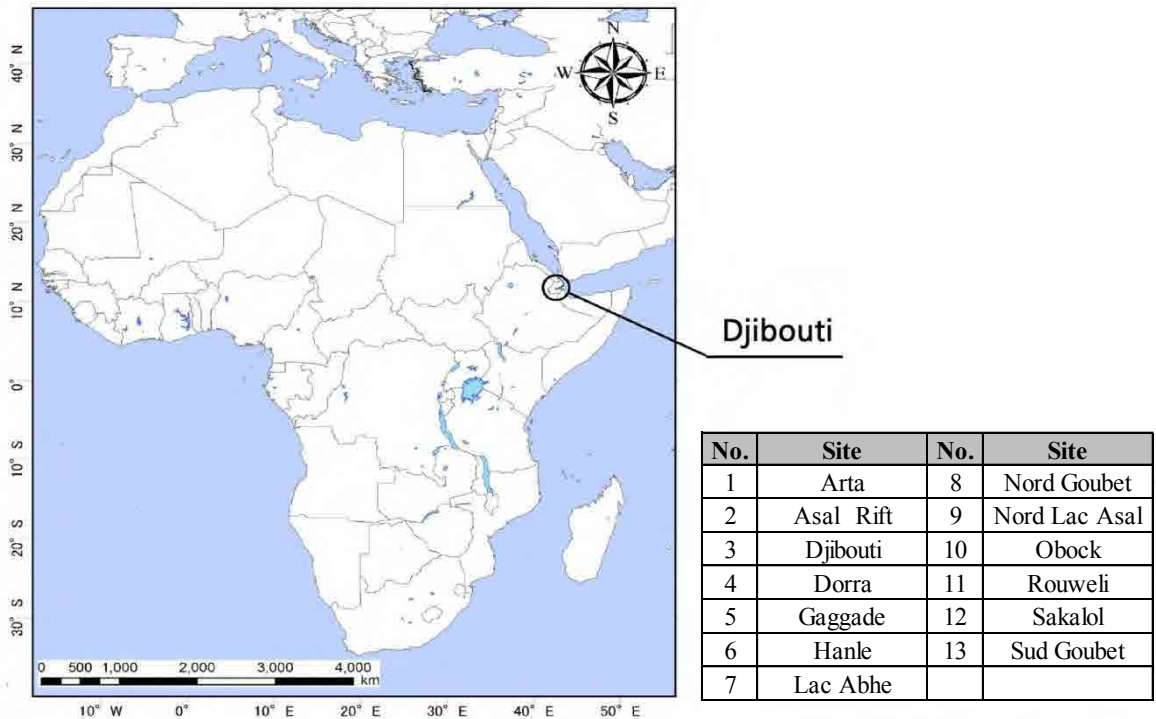 N
W E
S
40° N
30° N
20° N
10° N
0°
10° S
20° S
30° S
Djibouti
0 500 1,000 2,000 3,000 4,000
km
10° W 0° 10° E 20° E 30° E 40° E 50° E
No. Site No. Site
1 Arta 8 Nord Goubet
2 Asal Rift 9 Nord Lac Asal
3 Djibouti 10 Obock
4 Dorra 11 Rouweli
5 Gaggade 12 Sakalol
6 Hanle 13 Sud Goubet
7 Lac Abhe